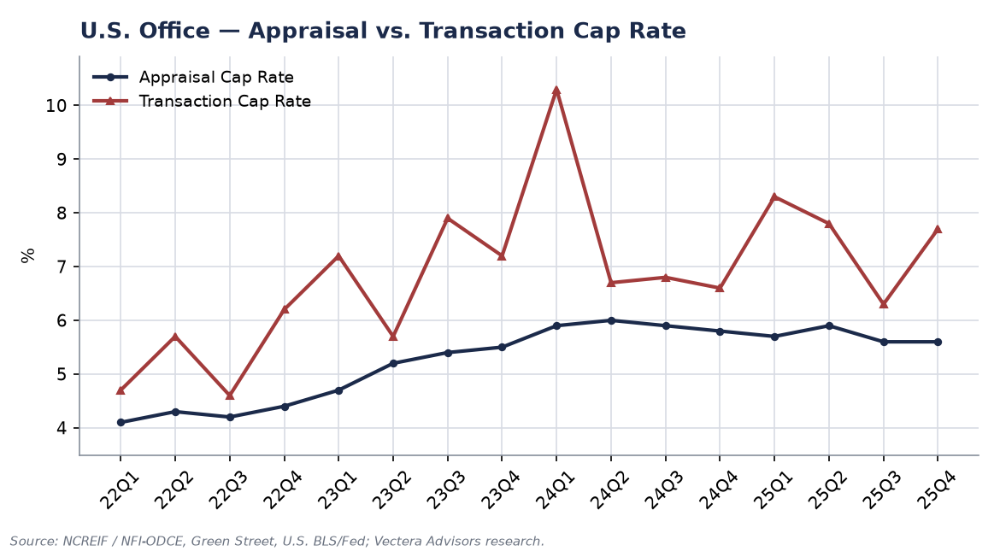 U.S. Office — Appraisal vs. Transaction Cap Rate
Appraisal Cap Rate
Transaction Cap Rate
10
9
8
7
6
5
4
%
22Q1 22Q2 22Q3 22Q4 23Q1 23Q2 23Q3 23Q4 24Q1 24Q2 24Q3 24Q4 25Q1 25Q2 25Q3 25Q4
Source: NCREIF / NFI-ODCE, Green Street, U.S. BLS/Fed; Vectera Advisors research.